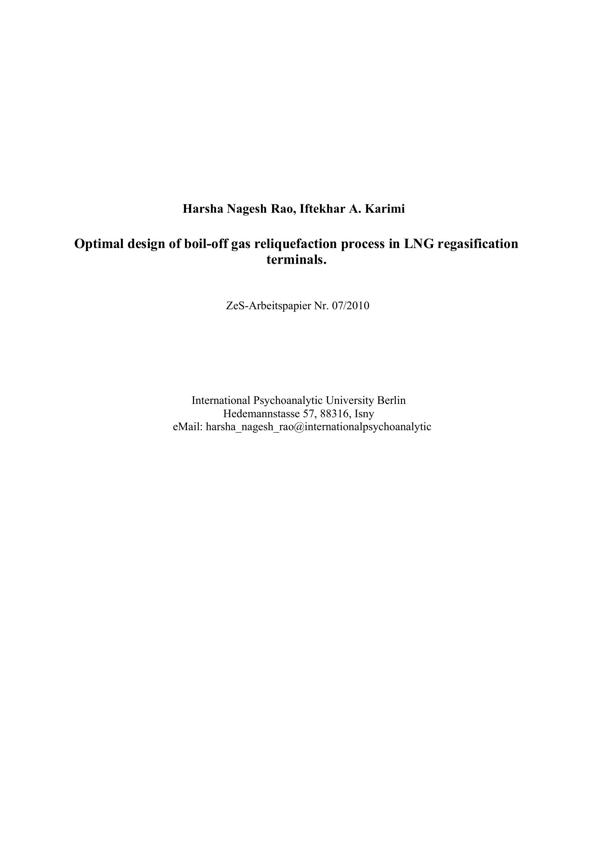 Harsha Nagesh Rao, Iftekhar A. Karimi
Optimal design of boil-off gas reliquefaction process in LNG regasification
terminals.
ZeS-Arbeitspapier Nr. 07/2010
International Psychoanalytic University Berlin
Hedemannstasse 57, 88316, Isny
eMail: harsha_nagesh_rao@internationalpsychoanalytic